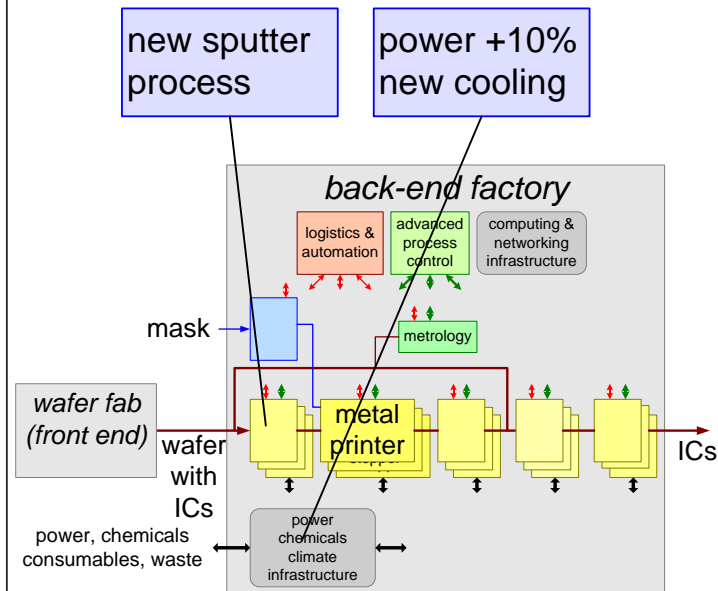 new sputter
process
power +10%
new cooling
back-end factory
logistics &
automation
advanced
process
control
computing &
networking
infrastructure
mask
metrology
wafer fab
(front end)
metal
printer
stepper
wafer
with
ICs
ICs
power, chemicals
consumables, waste
power
chemicals
climate
infrastructure